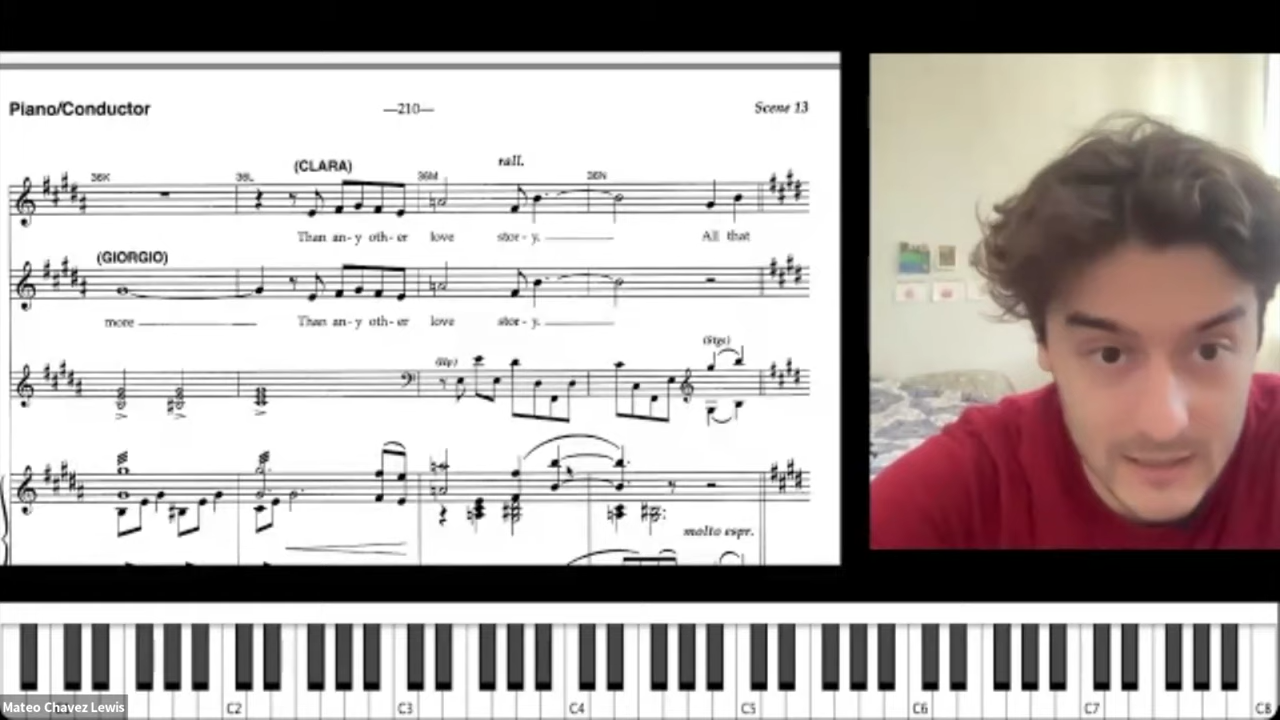 Piano/Conductor —210— Scene 13
rall.
(CLARA)
36K 36L 36M 36N
Than an-y oth-er love stor-y. All that
(GIORGIO)
more Than an-y oth-er love stor-y.
(Hp) (Stgs)
molto espr.
C2 C3 C4 C5 C6 C7 C8
Mateo Chavez Lewis